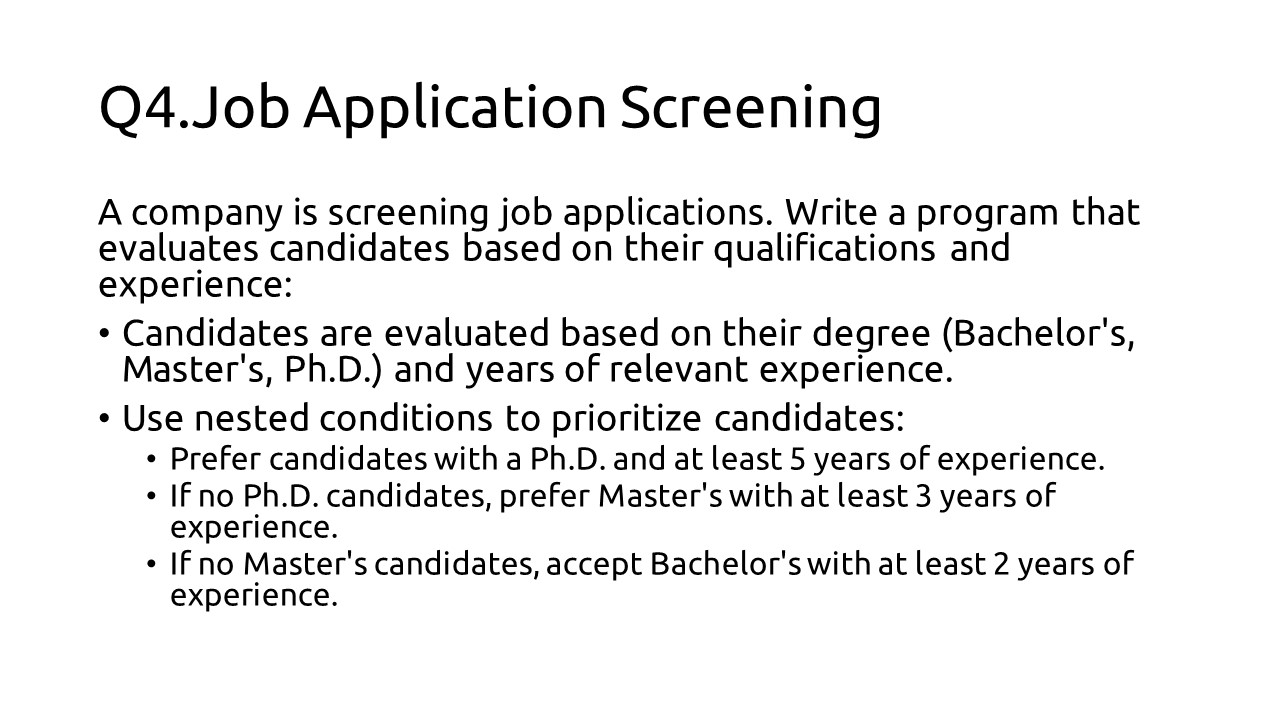 Q4.Job Application Screening
A company is screening job applications. Write a program that
evaluates candidates based on their qualifications and
experience:
• Candidates are evaluated based on their degree (Bachelor's,
Master's, Ph.D.) and years of relevant experience.
• Use nested conditions to prioritize candidates:
• Prefer candidates with a Ph.D. and at least 5 years of experience.
• If no Ph.D. candidates, prefer Master's with at least 3 years of
experience.
• If no Master's candidates, accept Bachelor's with at least 2 years of
experience.